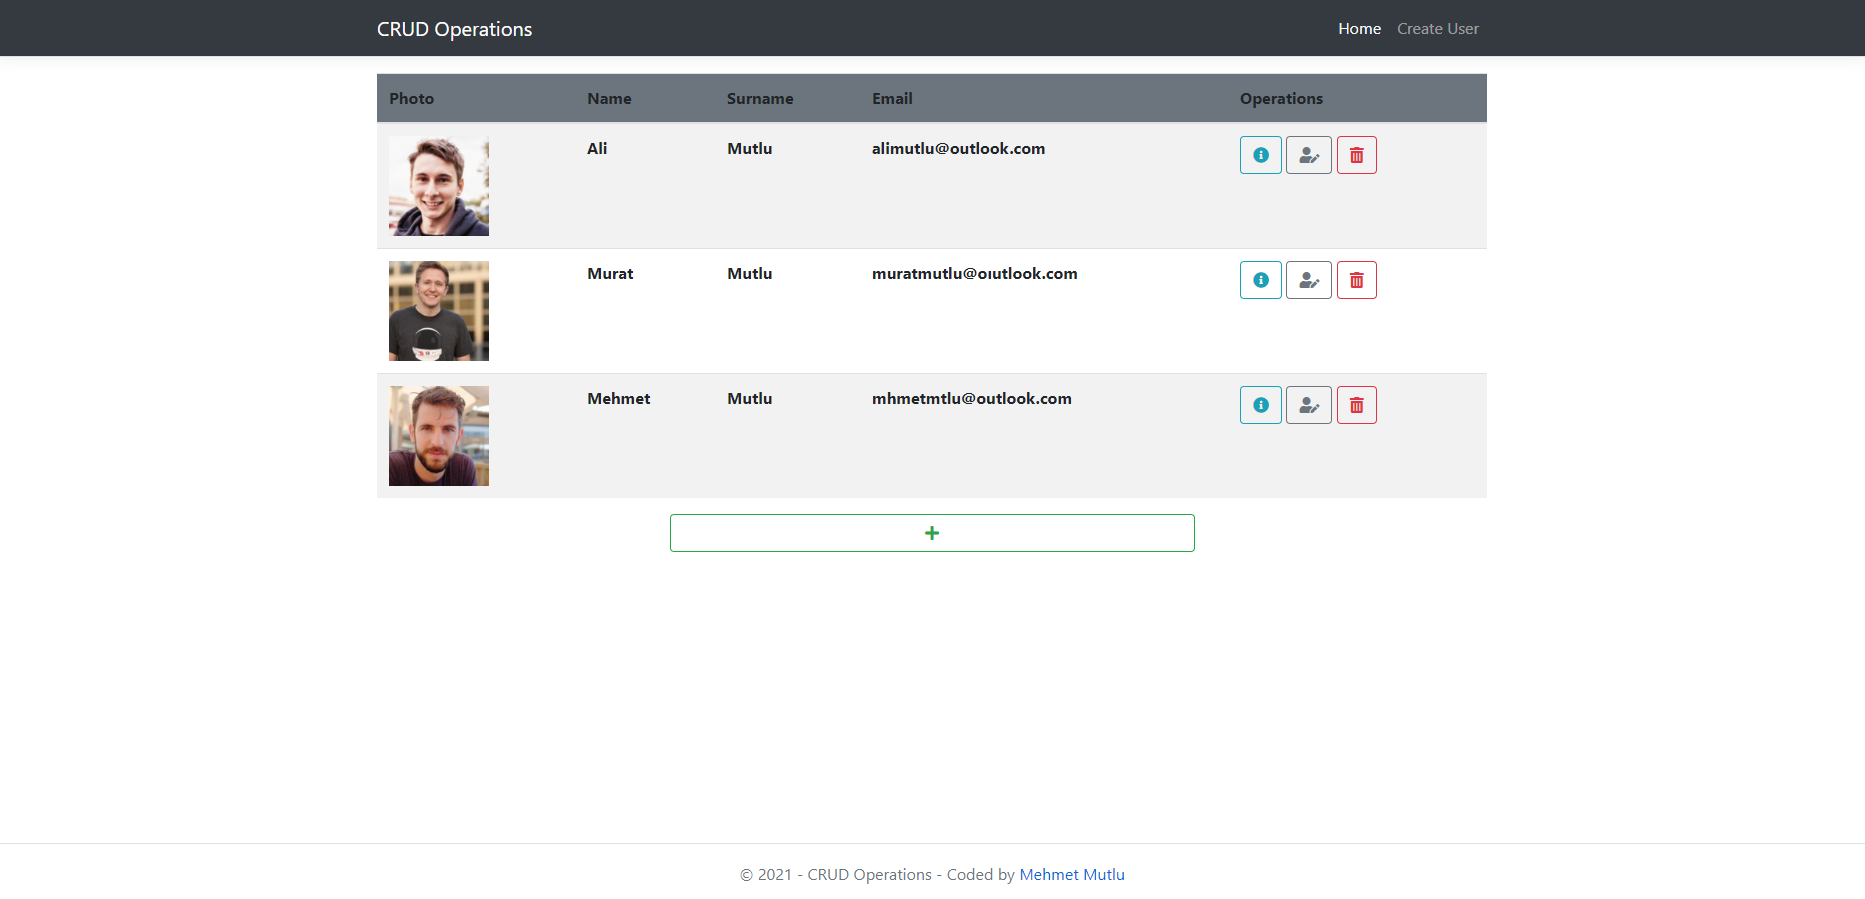 CRUD Operations Home Create User
Photo Name Surname Email Operations
Ali Mutlu alimutlu@outlook.com
Murat Mutlu muratmutlu@oıutlook.com
Mehmet Mutlu mhmetmtlu@outlook.com
© 2021 - CRUD Operations - Coded by Mehmet Mutlu